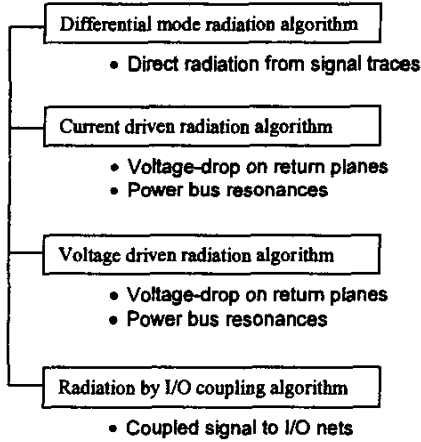 Differential mode radiation algorithm
• Direct radiation from signal traces
Current driven radiation algorithm
• Voltage-drop on return planes
• Power bus resonances
Voltage driven radiation algorithm
• Voltage-drop on return planes
• Power bus resonances
Radiation by I/O coupling algorithm
• Coupled signal to I/O nets